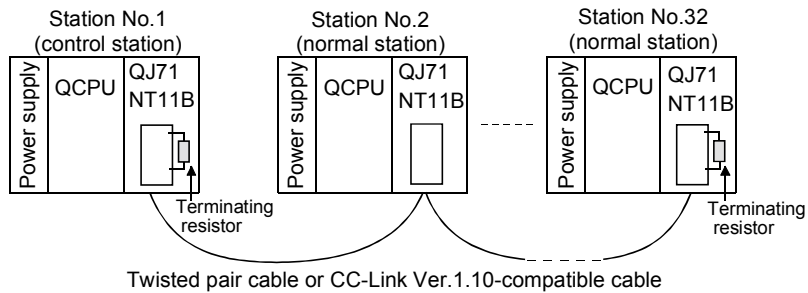 Station No.1
(control station)
Station No.2
(normal station)
Station No.32
(normal station)
Power supply
QCPU
QJ71
NT11B
Power supply
QCPU
QJ71
NT11B
Power supply
QCPU
QJ71
NT11B
Terminating
resistor
Terminating
resistor
Twisted pair cable or CC-Link Ver.1.10-compatible cable